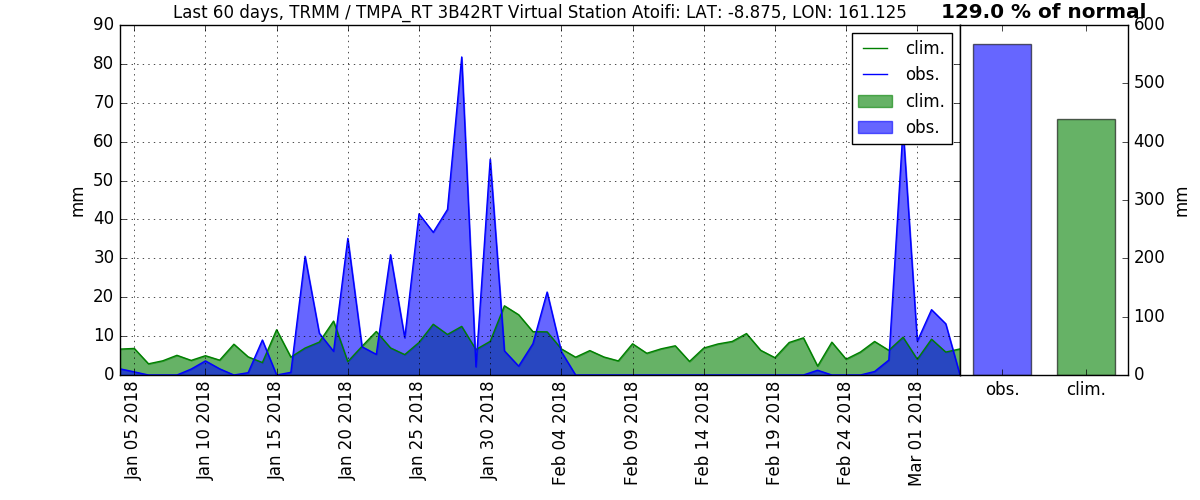 Last 60 days, TRMM / TMPA_RT 3B42RT Virtual Station Atoifi: LAT: -8.875, LON: 161.125
129.0 % of normal
90
80
70
60
50
40
30
20
10
0
mm
clim.
obs.
clim.
obs.
Jan 05 2018
Jan 10 2018
Jan 15 2018
Jan 20 2018
Jan 25 2018
Jan 30 2018
Feb 04 2018
Feb 09 2018
Feb 14 2018
Feb 19 2018
Feb 24 2018
Mar 01 2018
600
500
400
300
200
100
0
mm
obs.
clim.